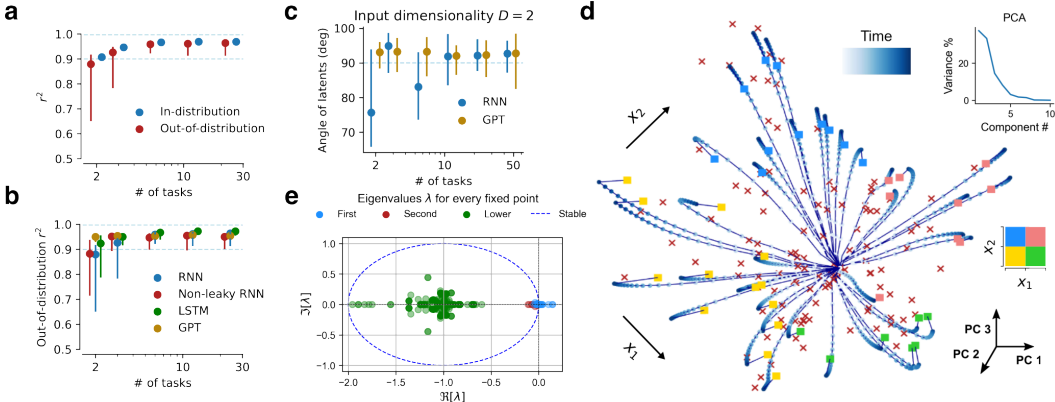 a
1.0
0.9
0.8
0.7
0.6
0.5
r²
2
10
30
# of tasks
In-distribution
Out-of-distribution
b
1.0
0.9
0.8
0.7
0.6
0.5
Out-of-distribution r²
2
10
30
# of tasks
RNN
Non-leaky RNN
LSTM
GPT
c
Input dimensionality D = 2
100
90
80
70
Angle of latents (deg)
2
10
50
# of tasks
RNN
GPT
e
Eigenvalues λ for every fixed point
First
Second
Lower
Stable
1.0
0.5
0.0
−0.5
−1.0
ℑ[λ]
−2.0
−1.5
−1.0
−0.5
0.0
ℜ[λ]
d
Time
x₂
x₁
PCA
Variance %
20
0
5
10
Component #
x₂
x₁
PC 3
PC 2
PC 1